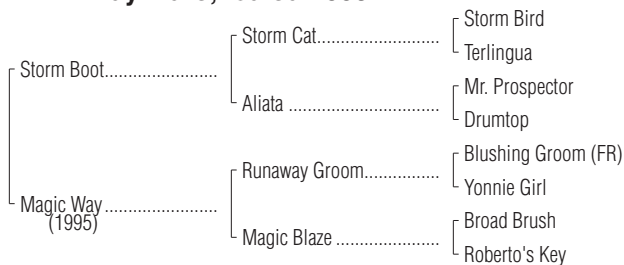 Storm Bird
Storm Cat..............................
Terlingua
Storm Boot...........................
Mr. Prospector
Aliata .....................................
Drumtop
Blushing Groom (FR)
Runaway Groom..................
Yonnie Girl
Magic Way ...........................
(1995)
Broad Brush
Magic Blaze .........................
Roberto's Key